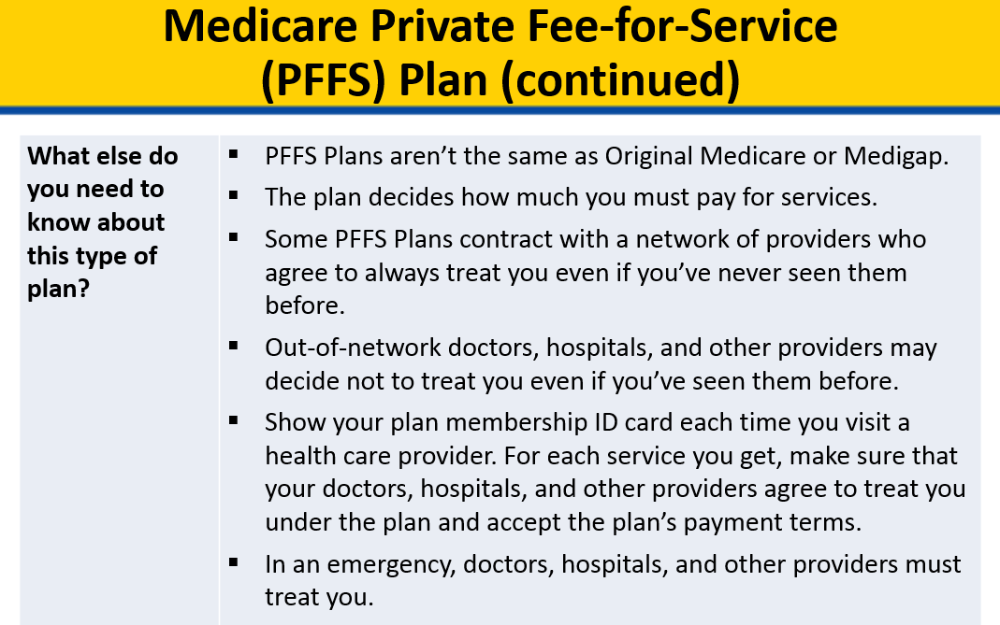 Medicare Private Fee-for-Service
(PFFS) Plan (continued)
What else do
you need to
know about
this type of
plan?
▪ PFFS Plans aren’t the same as Original Medicare or Medigap.
▪ The plan decides how much you must pay for services.
▪ Some PFFS Plans contract with a network of providers who
agree to always treat you even if you’ve never seen them
before.
▪ Out-of-network doctors, hospitals, and other providers may
decide not to treat you even if you’ve seen them before.
▪ Show your plan membership ID card each time you visit a
health care provider. For each service you get, make sure that
your doctors, hospitals, and other providers agree to treat you
under the plan and accept the plan’s payment terms.
▪ In an emergency, doctors, hospitals, and other providers must
treat you.